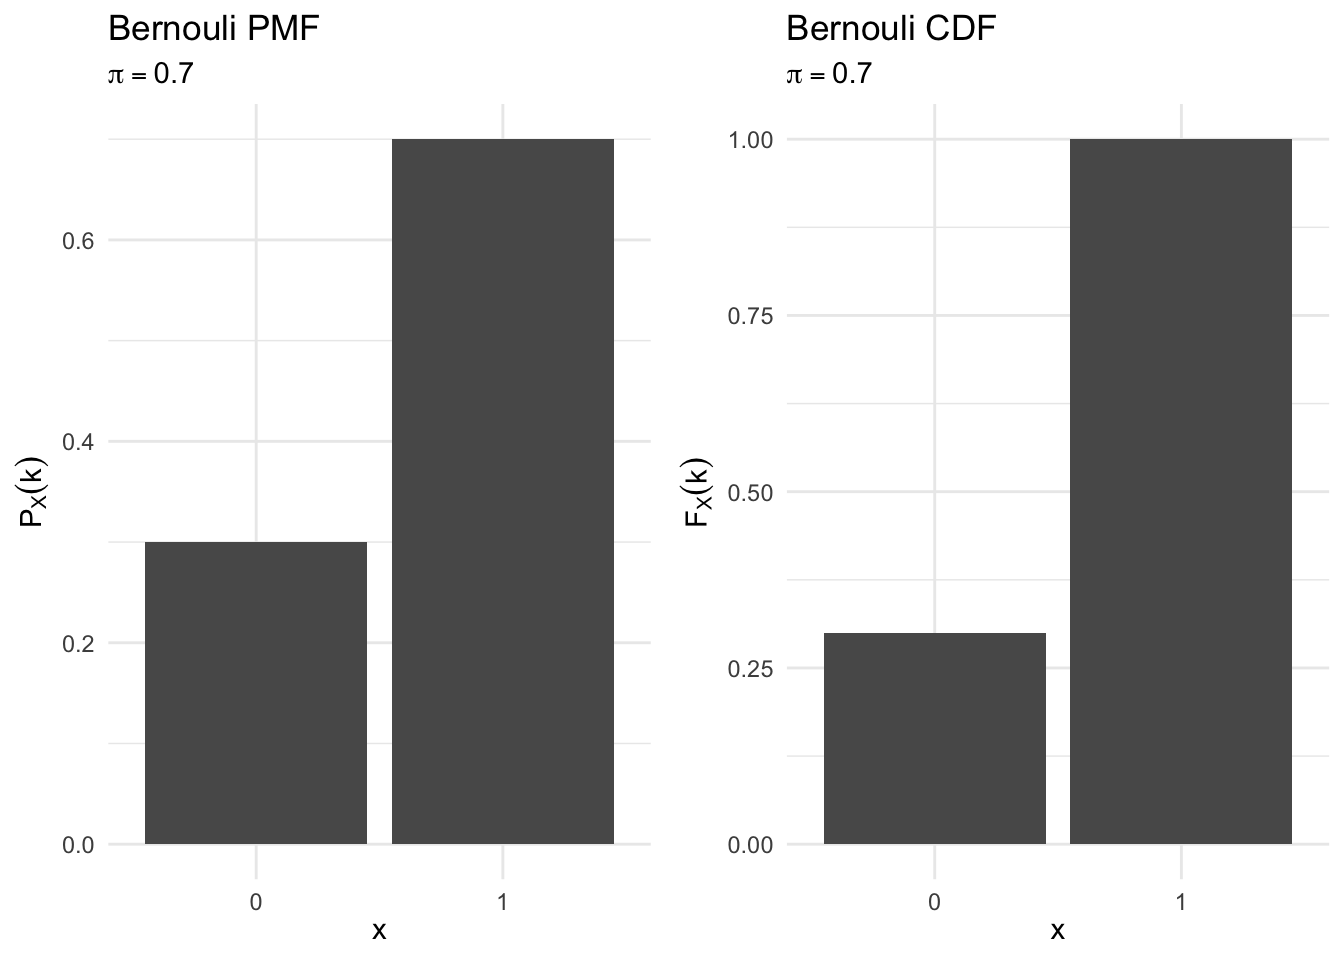 Bernouli PMF
π = 0.7
0.6
0.4
0.2
0.0
P_X(k)
0 1
x
Bernouli CDF
π = 0.7
1.00
0.75
0.50
0.25
0.00
F_X(k)
0 1
x